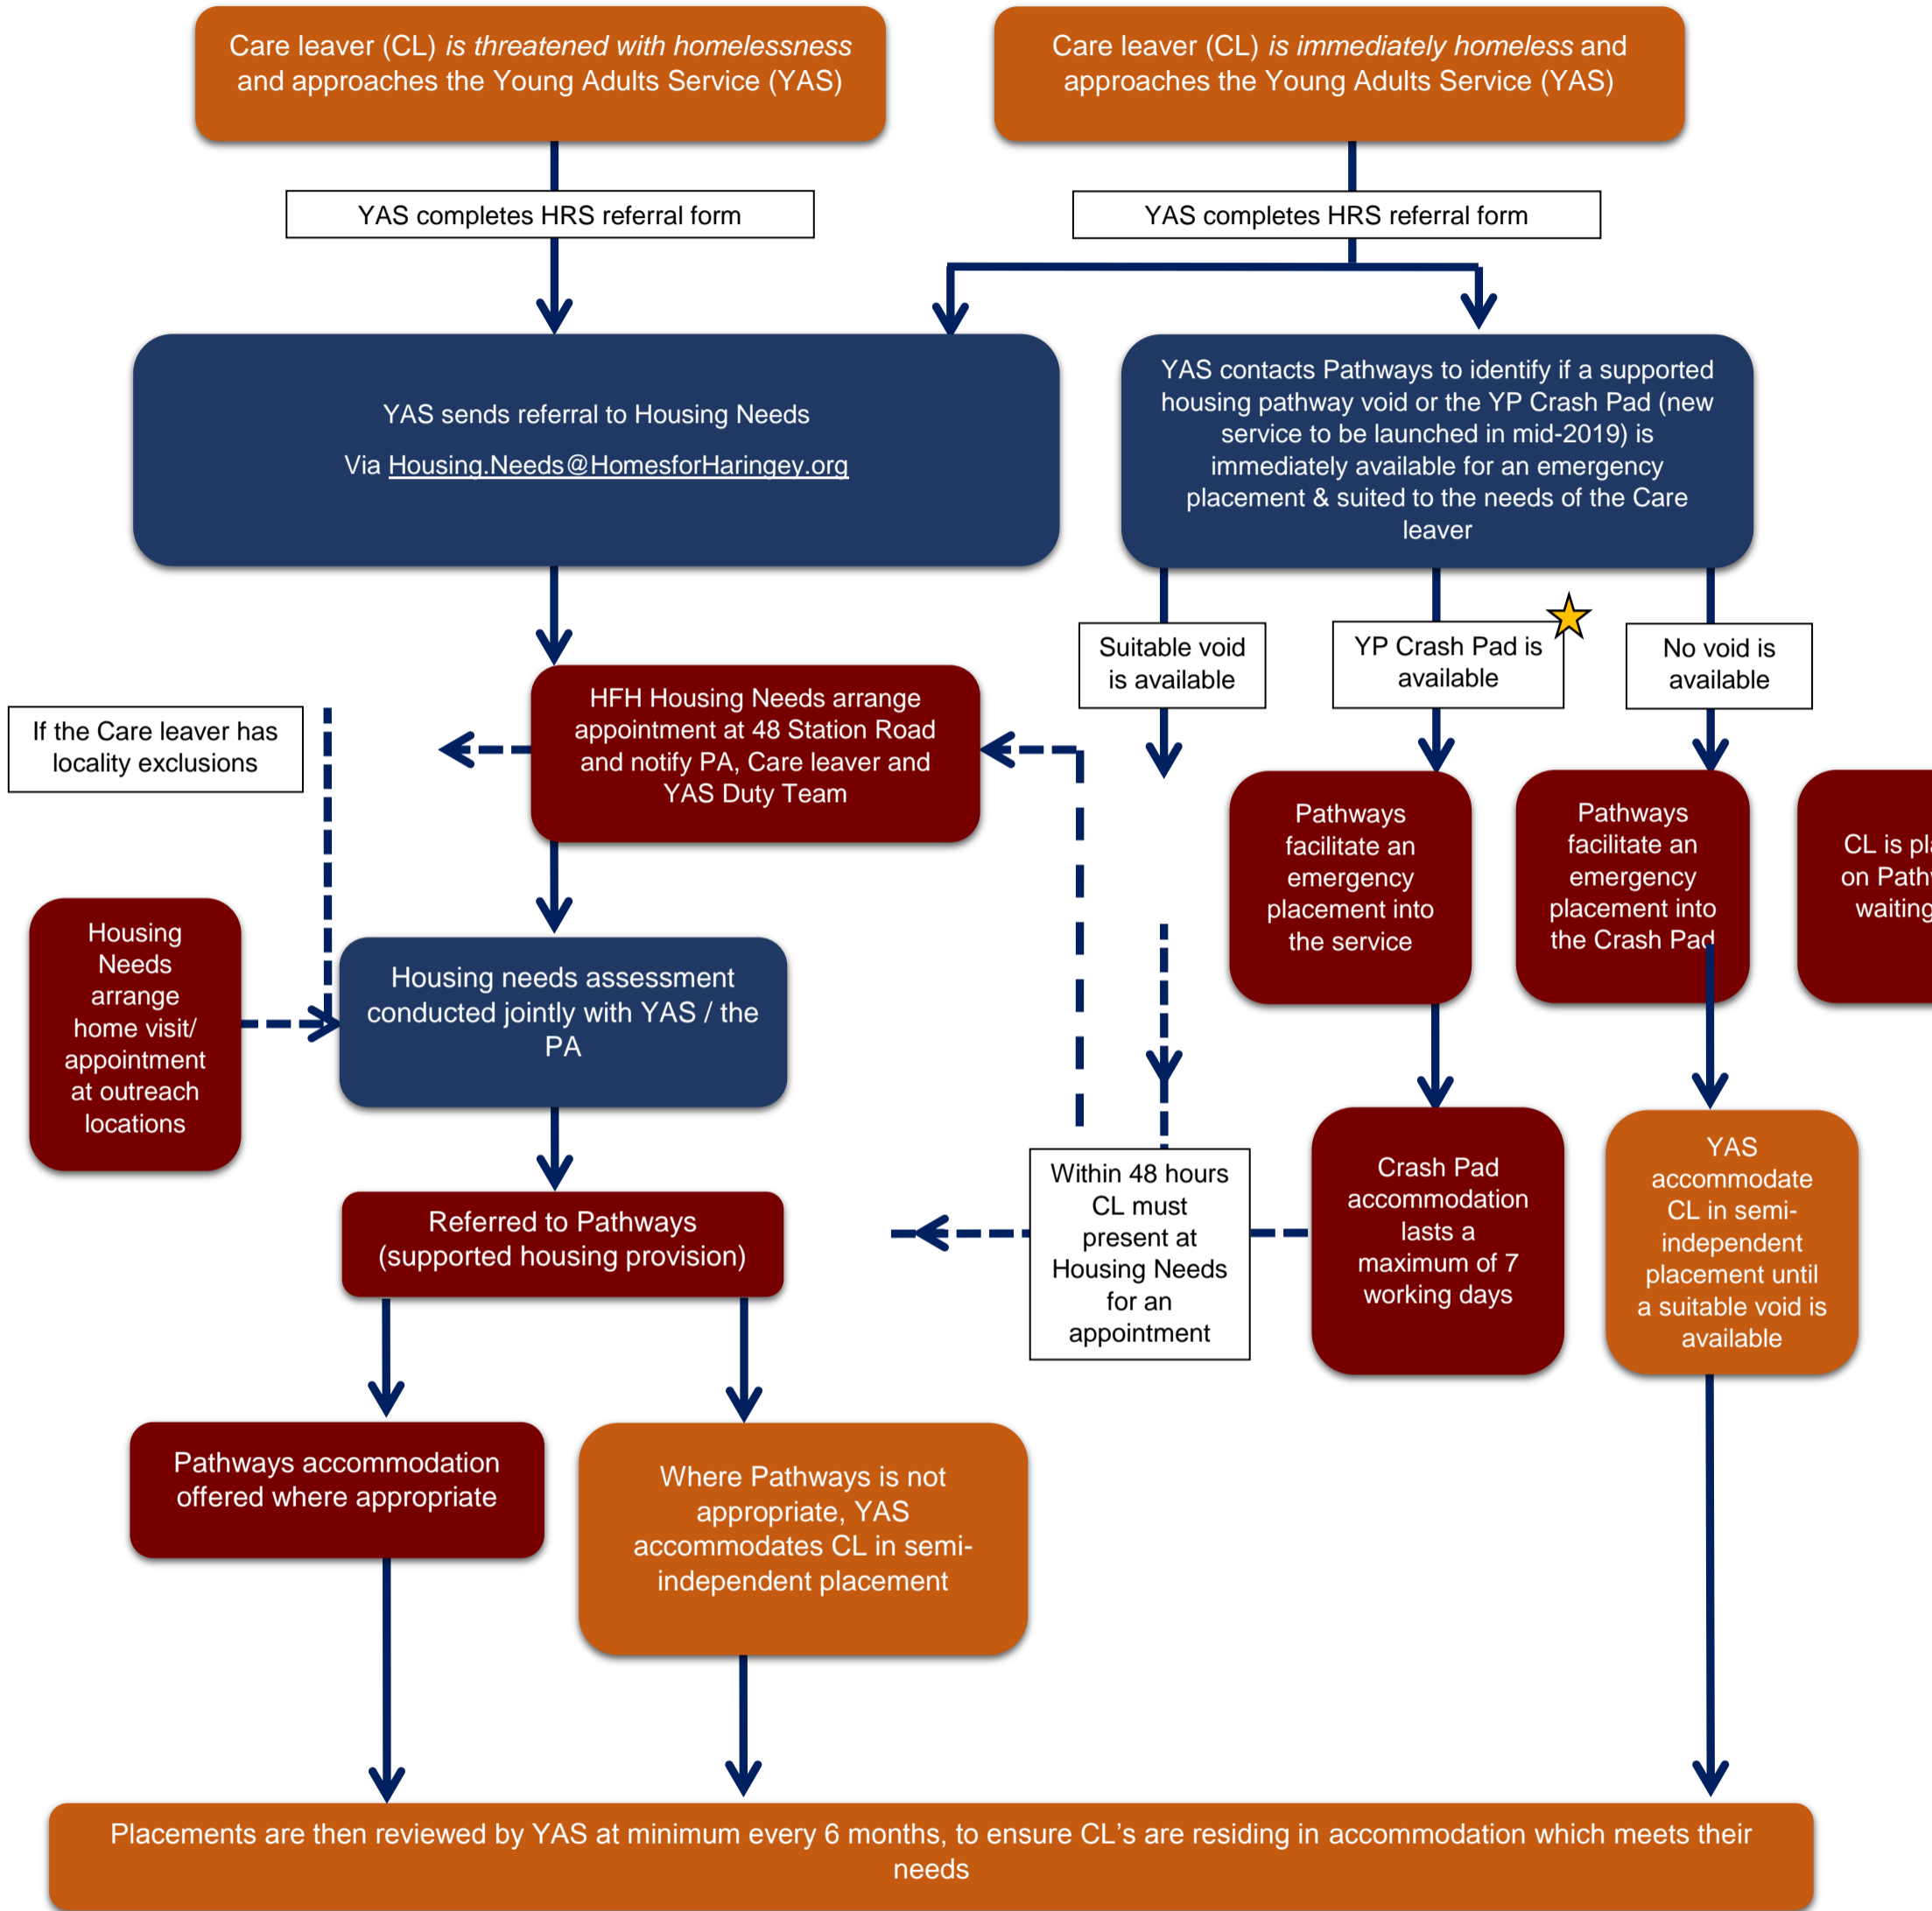 Care leaver (CL) is threatened with homelessness
and approaches the Young Adults Service (YAS)
Care leaver (CL) is immediately homeless and
approaches the Young Adults Service (YAS)
YAS completes HRS referral form
YAS completes HRS referral form
YAS sends referral to Housing Needs
Via Housing.Needs@HomesforHaringey.org
YAS contacts Pathways to identify if a supported
housing pathway void or the YP Crash Pad (new
service to be launched in mid-2019) is
immediately available for an emergency
placement & suited to the needs of the Care
leaver
Suitable void
is available
YP Crash Pad is
available
No void is
available
HFH Housing Needs arrange
appointment at 48 Station Road
and notify PA, Care leaver and
YAS Duty Team
If the Care leaver has
locality exclusions
Pathways
facilitate an
emergency
placement into
the service
Pathways
facilitate an
emergency
placement into
the Crash Pad
CL is
on
waiting
Housing
Needs
arrange
home visit/
appointment
at outreach
locations
Housing needs assessment
conducted jointly with YAS / the
PA
Within 48 hours
CL must
present at
Housing Needs
for an
appointment
Crash Pad
accommodation
lasts a
maximum of 7
working days
YAS
accommodate
CL in semi-
independent
placement until
a suitable void is
available
Referred to Pathways
(supported housing provision)
Pathways accommodation
offered where appropriate
Where Pathways is not
appropriate, YAS
accommodates CL in semi-
independent placement
Placements are then reviewed by YAS at minimum every 6 months, to ensure CL's are residing in accommodation which meets their
needs